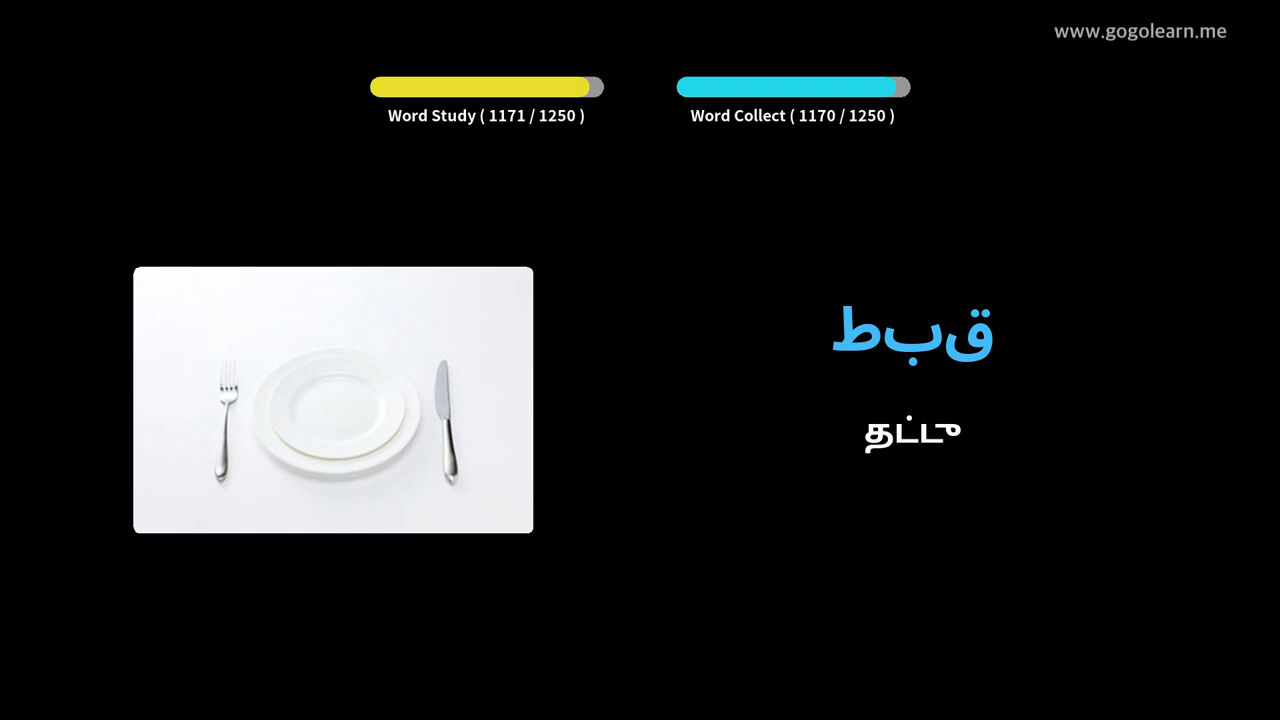 www.gogolearn.me
Word Study ( 1171 / 1250 )
Word Collect ( 1170 / 1250 )
طبق
தட்டு